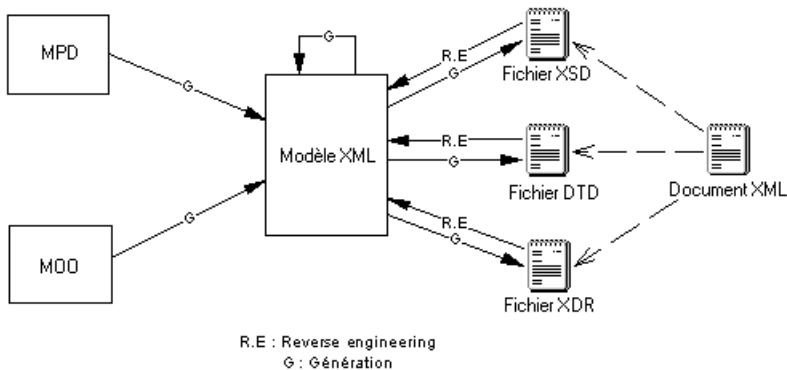 MPD
G
G
R.E
G
Fichier XSD
Modèle XML
R.E
G
Fichier DTD
Document XML
MOO
G
R.E
G
Fichier XDR
R.E : Reverse engineering
G : Génération